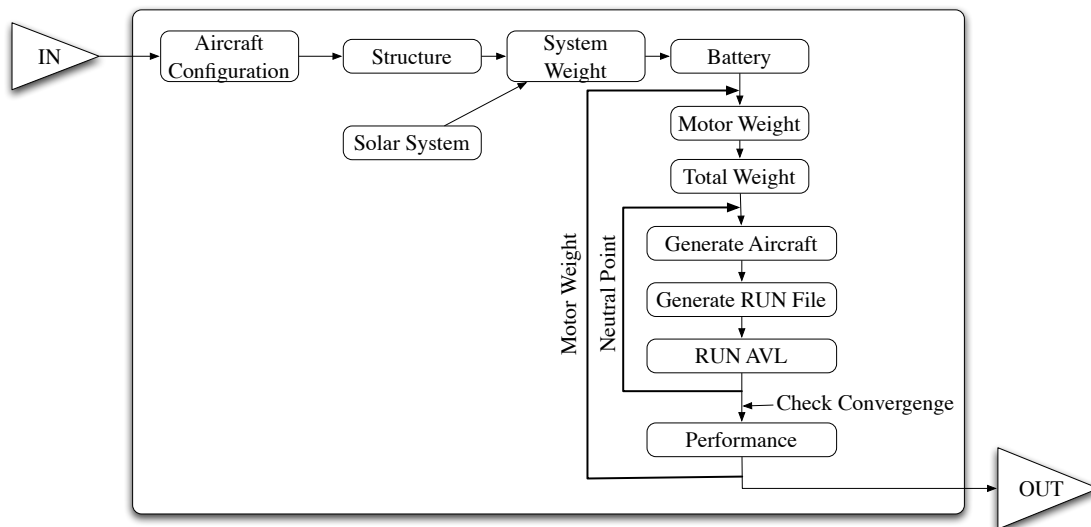 IN
Aircraft
Configuration
Structure
System
Weight
Battery
Solar System
Motor Weight
Total Weight
Generate Aircraft
Generate RUN File
RUN AVL
Motor Weight
Neutral Point
Check Convergenge
Performance
OUT